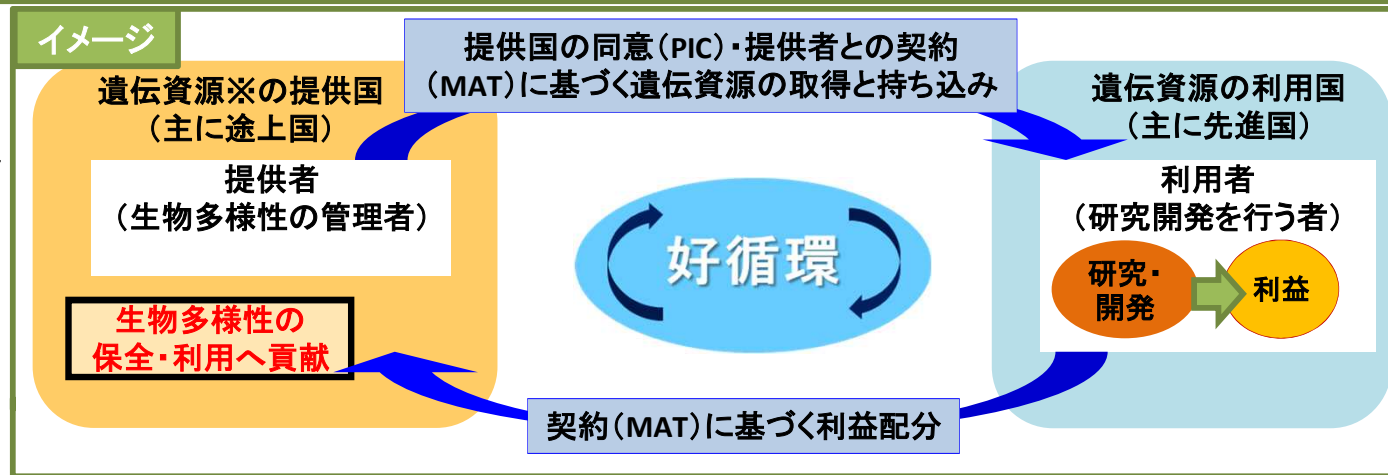 イメージ
提供国の同意(PIC)・提供者との契約
(MAT)に基づく遺伝資源の取得と持ち込み
遺伝資源※の提供国
(主に途上国)
提供者
(生物多様性の管理者)
生物多様性の
保全・利用へ貢献
好循環
遺伝資源の利用国
(主に先進国)
利用者
(研究開発を行う者)
研究・
開発
利益
契約(MAT)に基づく利益配分